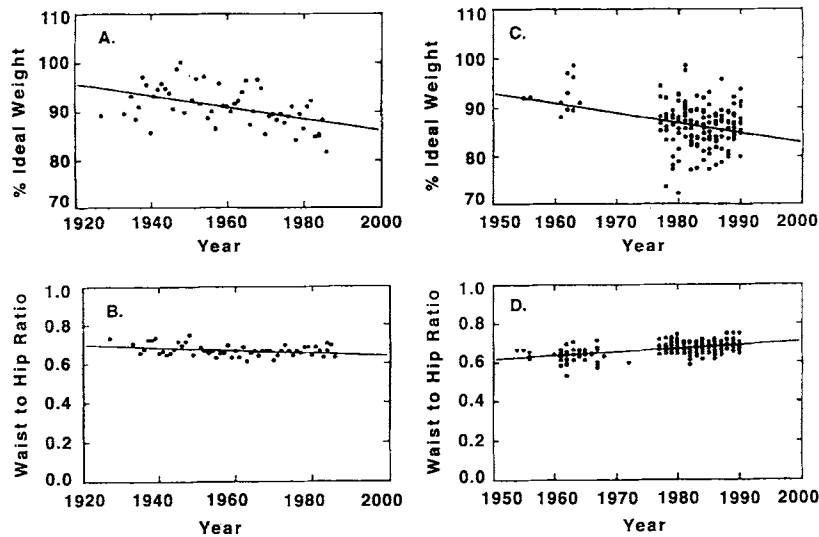 A.
110
100
90
80
70
% Ideal Weight
1920 1940 1960 1980 2000
Year
C.
110
100
90
80
70
% Ideal Weight
1950 1960 1970 1980 1990 2000
Year
B.
1.0
0.8
0.6
0.4
0.2
0.0
Waist to Hip Ratio
1920 1940 1960 1980 2000
Year
D.
1.0
0.8
0.6
0.4
0.2
0.0
Waist to Hip Ratio
1950 1960 1970 1980 1990 2000
Year